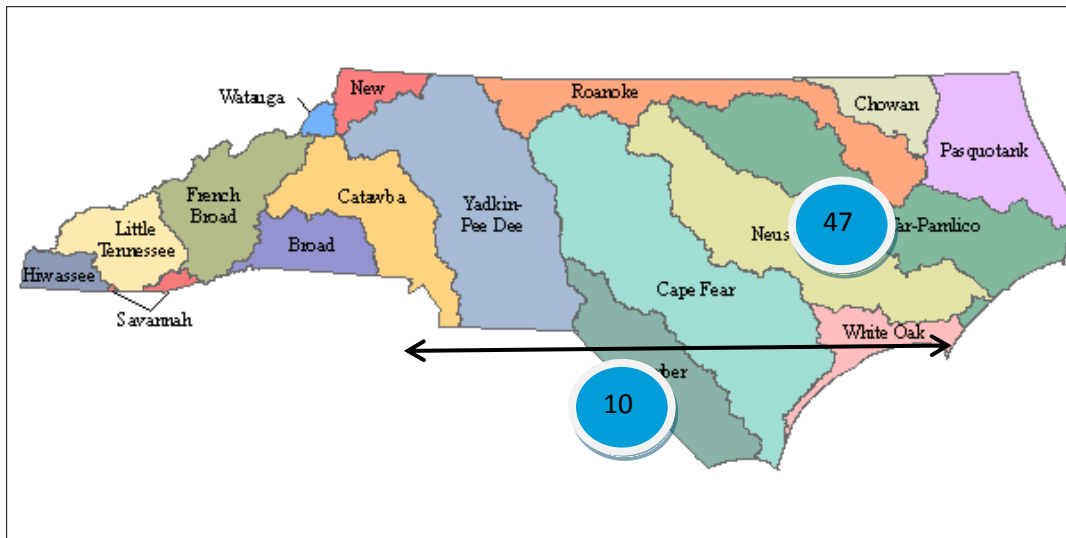 New
Watauga
Roanoke
Chowan
Pasquotank
French
Broad
Catawba
Yadkin-
Pee Dee
Little
Tennessee
Broad
47
Hiwassee
Cape Fear
Savannah
White Oak
10